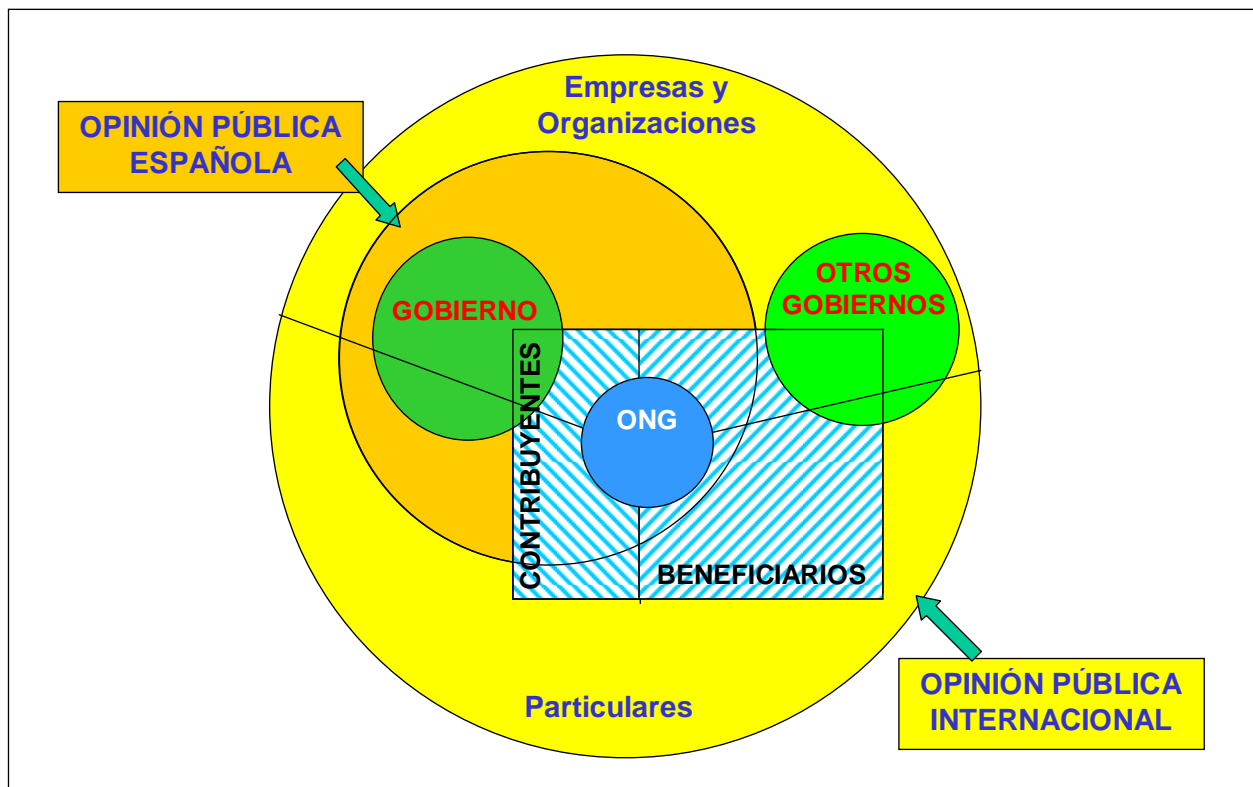 Empresas y
Organizaciones
OPINIÓN PÚBLICA
ESPAÑOLA
GOBIERNO
OTROS
GOBIERNOS
CONTRIBUYENTES
ONG
BENEFICIARIOS
Particulares
OPINIÓN PÚBLICA
INTERNACIONAL